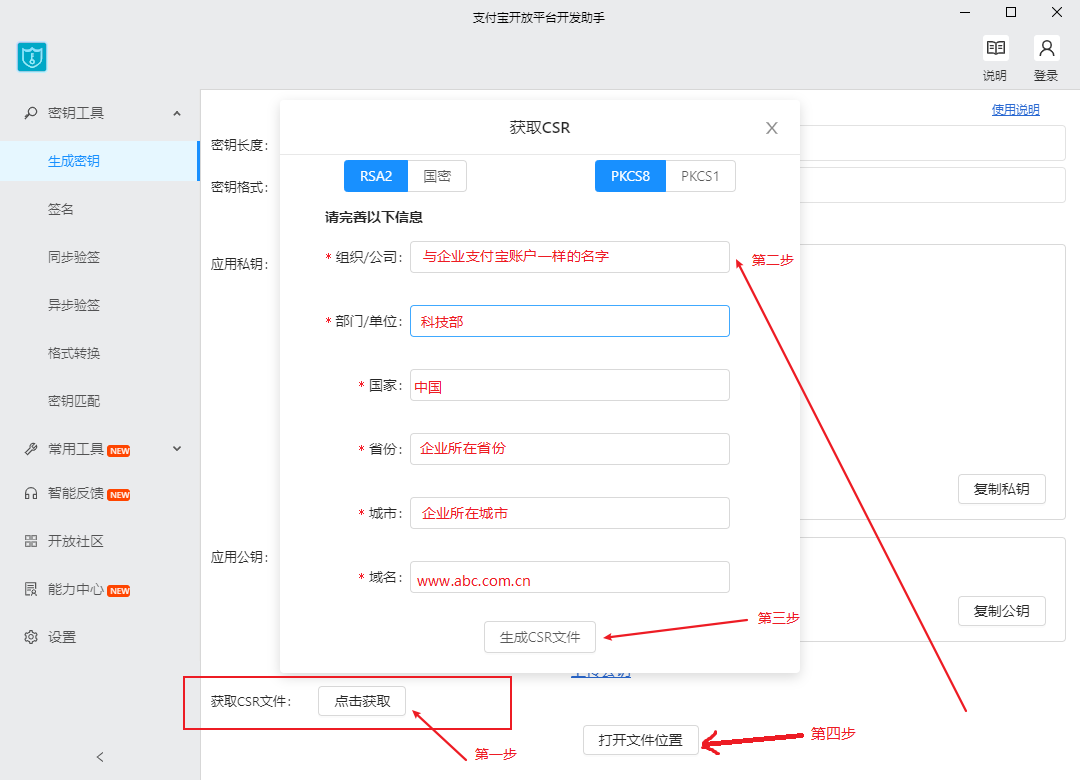 支付宝开放平台开发助手
说明
登录
密钥工具
生成密钥
签名
同步验签
异步验签
格式转换
密钥匹配
常用工具 NEW
智能反馈 NEW
开放社区
能力中心 NEW
设置
使用说明
密钥长度:
密钥格式:
应用私钥:
复制私钥
应用公钥:
复制公钥
获取CSR
X
RSA2 国密 PKCS8 PKCS1
请完善以下信息
* 组织/公司: 与企业支付宝账户一样的名字
第二步
* 部门/单位: 科技部
* 国家: 中国
* 省份: 企业所在省份
* 城市: 企业所在城市
* 域名: www.abc.com.cn
生成CSR文件
第三步
上传公钥
获取CSR文件: 点击获取
第一步
打开文件位置
第四步